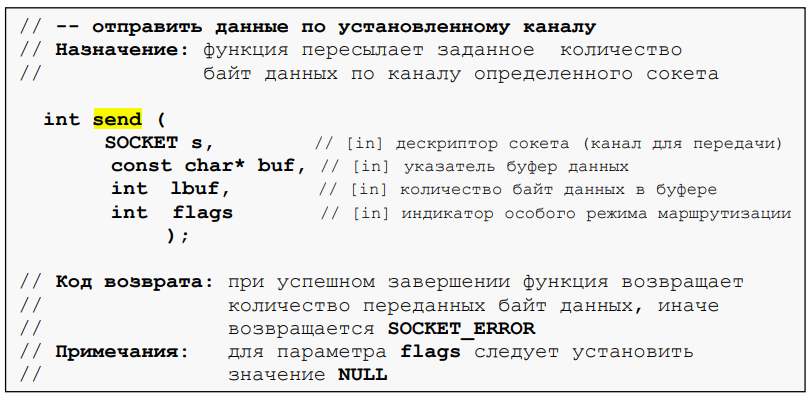 // -- отправить данные по установленному каналу
// Назначение: функция пересылает заданное количество
// байт данных по каналу определенного сокета
int send (
SOCKET s, // [in] дескриптор сокета (канал для передачи)
const char* buf, // [in] указатель буфер данных
int lbuf, // [in] количество байт данных в буфере
int flags // [in] индикатор особого режима маршрутизации
);
// Код возврата: при успешном завершении функция возвращает
// количество переданных байт данных, иначе
// возвращается SOCKET_ERROR
// Примечания: для параметра flags следует установить
// значение NULL